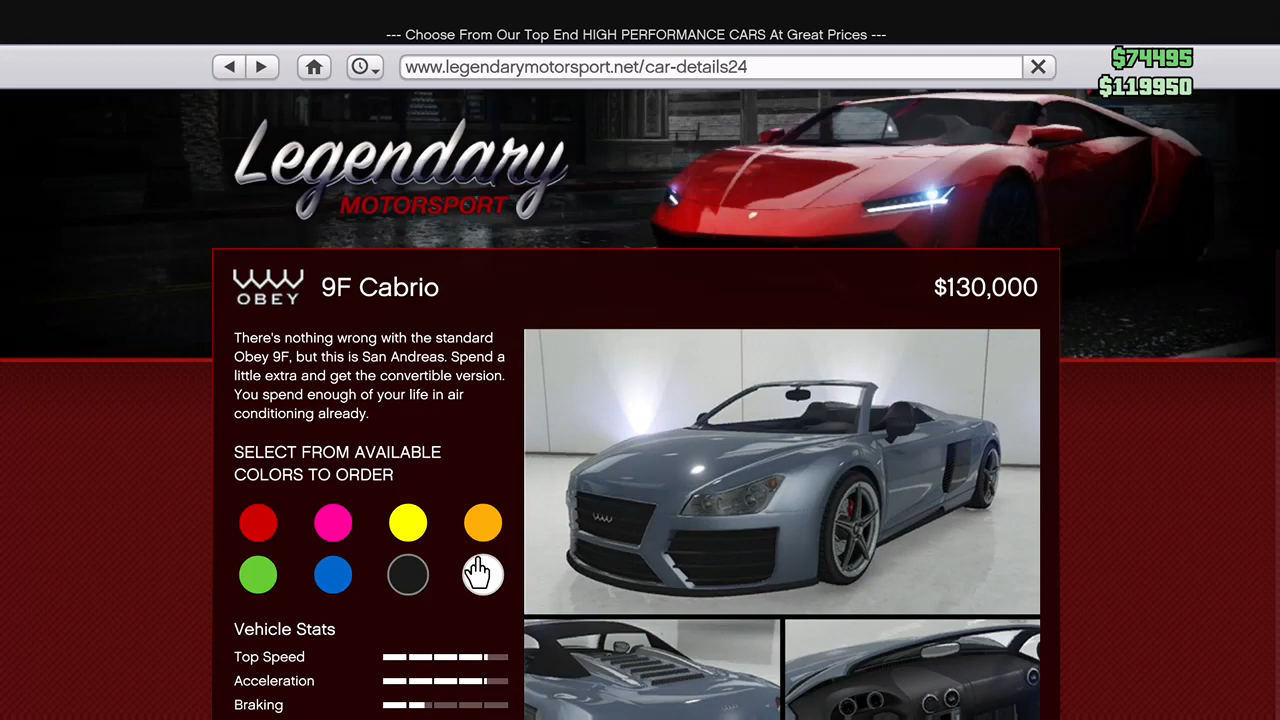 --- Choose From Our Top End HIGH PERFORMANCE CARS At Great Prices ---
www.legendarymotorsport.net/car-details24
$74495
$119950
Legendary
MOTORSPORT
OBEY
9F Cabrio
$130,000
There's nothing wrong with the standard
Obey 9F, but this is San Andreas. Spend a
little extra and get the convertible version.
You spend enough of your life in air
conditioning already.
SELECT FROM AVAILABLE
COLORS TO ORDER
Vehicle Stats
Top Speed
Acceleration
Braking